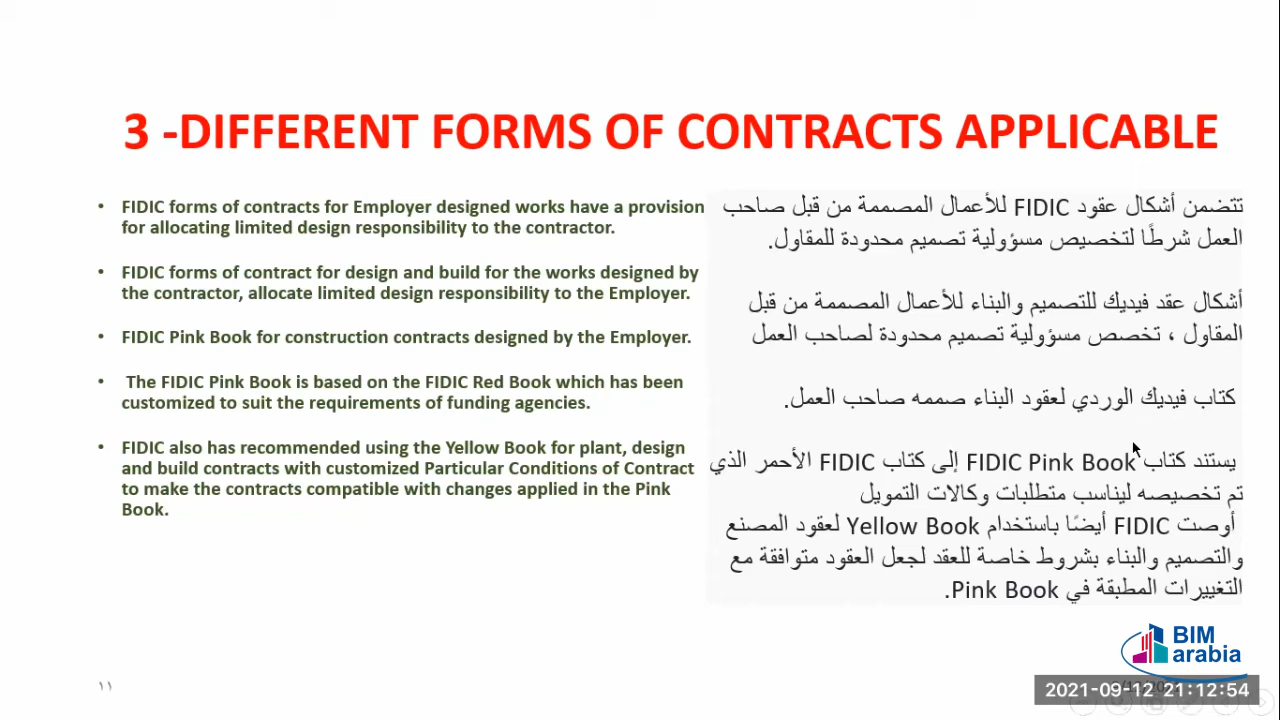 3 -DIFFERENT FORMS OF CONTRACTS APPLICABLE
• FIDIC forms of contracts for Employer designed works have a provision
for allocating limited design responsibility to the contractor.
• FIDIC forms of contract for design and build for the works designed by
the contractor, allocate limited design responsibility to the Employer.
• FIDIC Pink Book for construction contracts designed by the Employer.
• The FIDIC Pink Book is based on the FIDIC Red Book which has been
customized to suit the requirements of funding agencies.
• FIDIC also has recommended using the Yellow Book for plant, design
and build contracts with customized Particular Conditions of Contract
to make the contracts compatible with changes applied in the Pink
Book.
تتضمن أشكال عقود FIDIC للأعمال المصممة من قبل صاحب
العمل شرطًا لتخصيص مسؤولية تصميم محدودة للمقاول.
أشكال عقد فيديك للتصميم والبناء للأعمال المصممة من قبل
المقاول ، تخصص مسؤولية تصميم محدودة لصاحب العمل
كتاب فيديك الوردي لعقود البناء صممه صاحب العمل.
يستند كتاب FIDIC Pink Book إلى كتاب FIDIC الأحمر الذي
تم تخصيصه ليناسب متطلبات وكالات التمويل
أوصت FIDIC أيضًا باستخدام Yellow Book لعقود المصنع
والتصميم والبناء بشروط خاصة للعقد لجعل العقود متوافقة مع
التغييرات المطبقة في Pink Book.
BIM
arabia
١١
2021-09-12 21:12:54